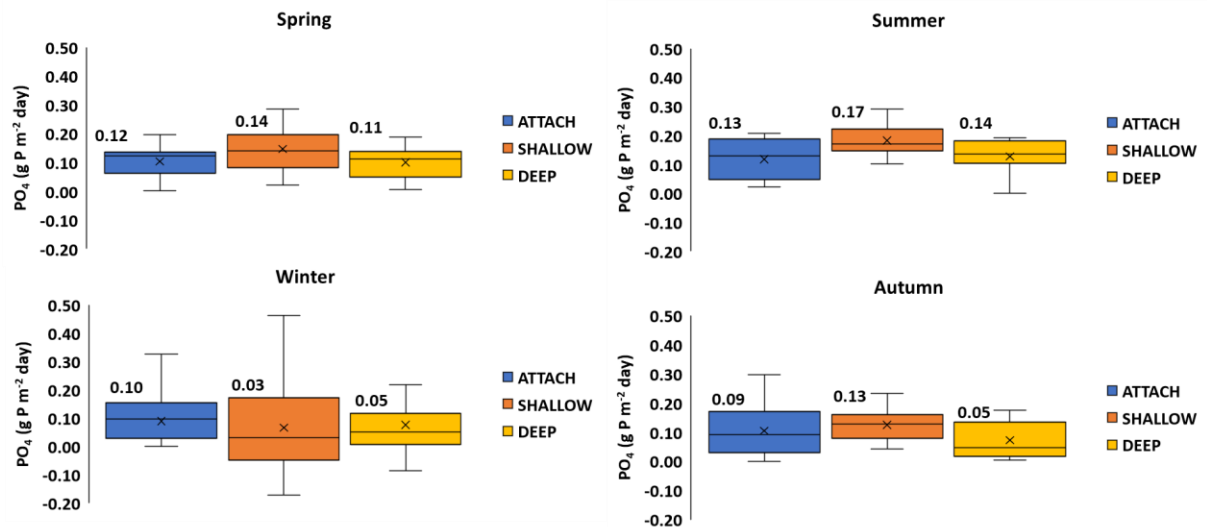 Spring
PO4 (g P m-2 day)
0.50
0.40
0.30
0.20
0.10
0.00
-0.10
-0.20
0.12
0.14
0.11
ATTACH
SHALLOW
DEEP
Summer
PO4 (g P m-2 day)
0.50
0.40
0.30
0.20
0.10
0.00
-0.10
-0.20
0.13
0.17
0.14
ATTACH
SHALLOW
DEEP
Winter
PO4 (g P m-2 day)
0.50
0.40
0.30
0.20
0.10
0.00
-0.10
-0.20
0.10
0.03
0.05
ATTACH
SHALLOW
DEEP
Autumn
PO4 (g P m-2 day)
0.50
0.40
0.30
0.20
0.10
0.00
-0.10
-0.20
0.09
0.13
0.05
ATTACH
SHALLOW
DEEP